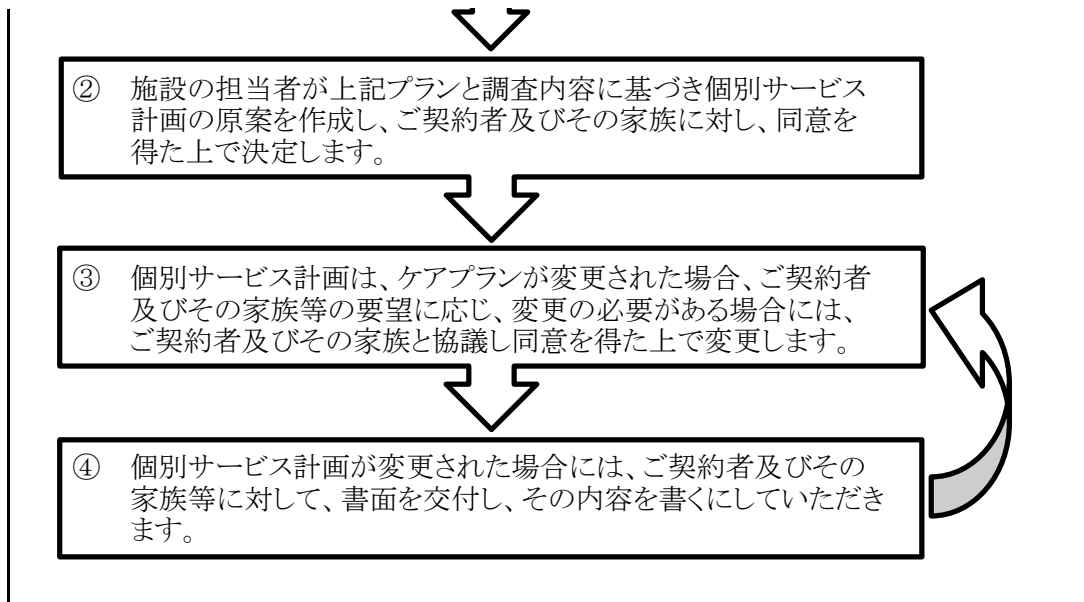 ② 施設の担当者が上記プランと調査内容に基づき個別サービス
計画の原案を作成し、ご契約者及びその家族に対し、同意を
得た上で決定します。
③ 個別サービス計画は、ケアプランが変更された場合、ご契約者
及びその家族等の要望に応じ、変更の必要がある場合には、
ご契約者及びその家族と協議し同意を得た上で変更します。
④ 個別サービス計画が変更された場合には、ご契約者及びその
家族等に対して、書面を交付し、その内容を書くにしていただき
ます。